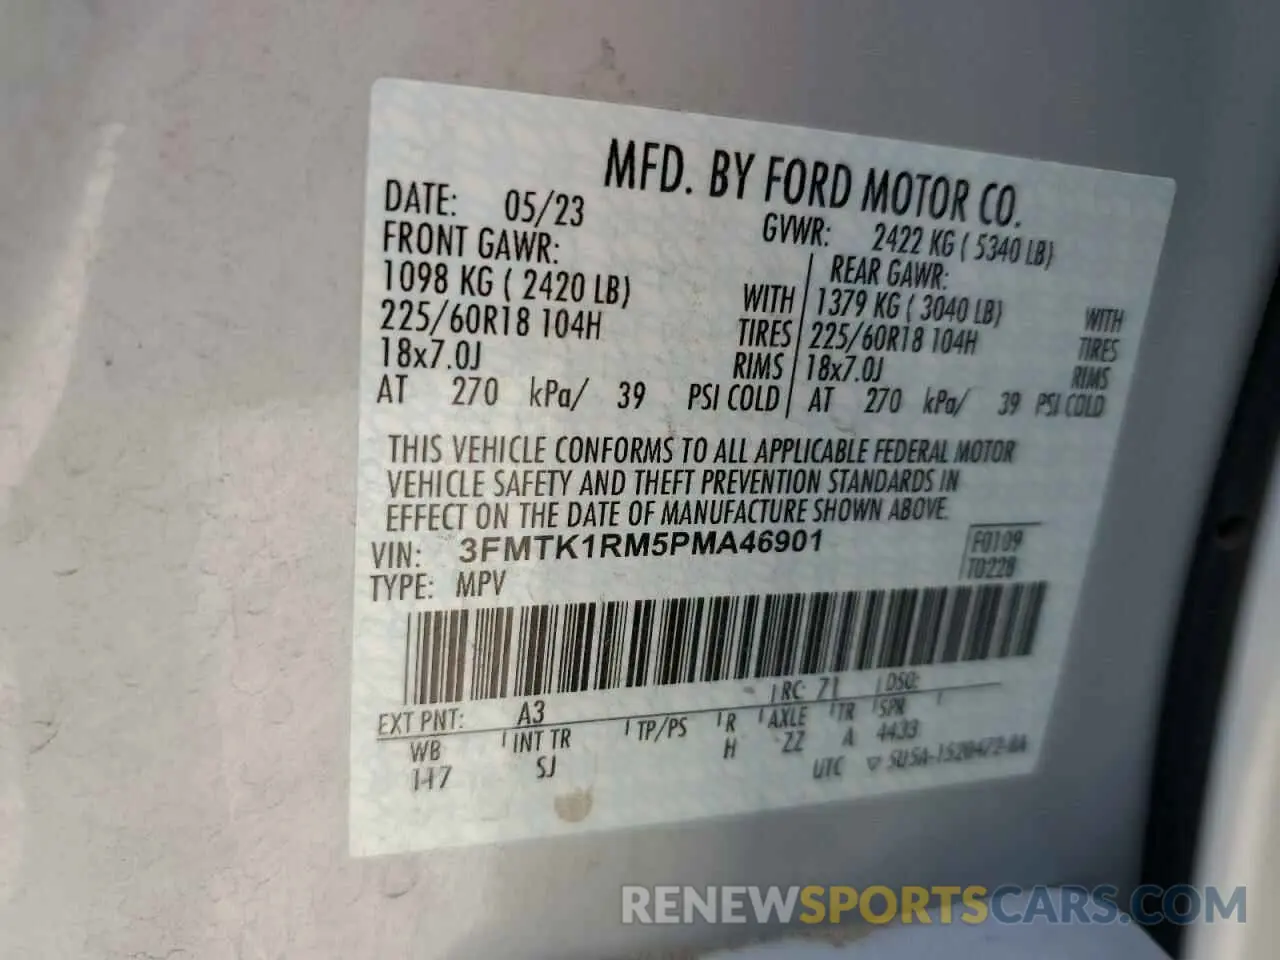 MFD. BY FORD MOTOR CO.
DATE: 05/23 GVWR: 2422 KG ( 5340 LB)
FRONT GAWR: REAR GAWR:
1098 KG ( 2420 LB) WITH 1379 KG ( 3040 LB) WITH
225/60R18 104H TIRES 225/60R18 104H TIRES
18x7.0J RIMS 18x7.0J RIMS
AT 270 kPa/ 39 PSI COLD AT 270 kPa/ 39 PSI COLD
THIS VEHICLE CONFORMS TO ALL APPLICABLE FEDERAL MOTOR
VEHICLE SAFETY AND THEFT PREVENTION STANDARDS IN
EFFECT ON THE DATE OF MANUFACTURE SHOWN ABOVE.
VIN: 3FMTK1RM5PMA46901 F0109
TYPE: MPV T0228
EXT PNT: A3 RC: 71 DSO:
WB INT TR TP/PS R AXLE TR SPR
117 SJ H ZZ A 4433
UTC 5U5A-1520472-BA
RENEWSPORTSCARS.COM